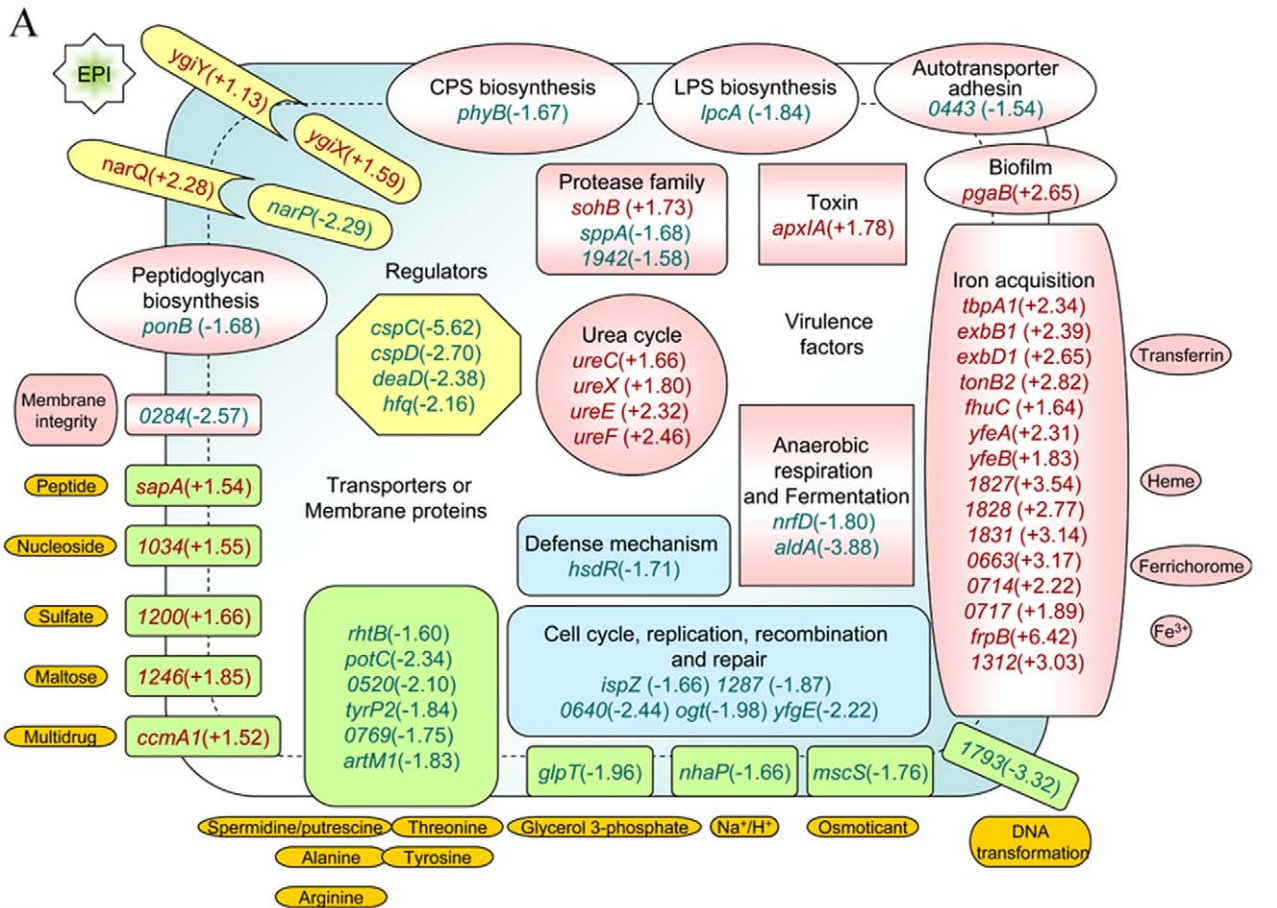 A
EPI
ygiY(+1.13)
ygiX(+1.59)
narQ(+2.28)
narP(-2.29)
CPS biosynthesis
phyB(-1.67)
LPS biosynthesis
lpcA (-1.84)
Autotransporter
adhesin
0443 (-1.54)
Biofilm
pgaB(+2.65)
Protease family
sohB (+1.73)
sppA(-1.68)
1942(-1.58)
Toxin
apxIA(+1.78)
Peptidoglycan
biosynthesis
ponB (-1.68)
Regulators
cspC(-5.62)
cspD(-2.70)
deaD(-2.38)
hfq(-2.16)
Urea cycle
ureC(+1.66)
ureX (+1.80)
ureE (+2.32)
ureF (+2.46)
Virulence
factors
Iron acquisition
tbpA1(+2.34)
exbB1 (+2.39)
exbD1 (+2.65)
tonB2 (+2.82)
fhuC (+1.64)
yfeA(+2.31)
yfeB(+1.83)
1827(+3.54)
1828 (+2.77)
1831 (+3.14)
0663(+3.17)
0714(+2.22)
0717 (+1.89)
frpB(+6.42)
1312(+3.03)
Transferrin
Heme
Ferrichorome
Fe³⁺
Membrane
integrity
0284(-2.57)
Peptide
sapA(+1.54)
Nucleoside
1034(+1.55)
Sulfate
1200(+1.66)
Maltose
1246(+1.85)
Multidrug
ccmA1(+1.52)
Transporters or
Membrane proteins
Anaerobic
respiration
and Fermentation
nrfD(-1.80)
aldA(-3.88)
Defense mechanism
hsdR(-1.71)
rhtB(-1.60)
potC(-2.34)
0520(-2.10)
tyrP2(-1.84)
0769(-1.75)
artM1(-1.83)
Cell cycle, replication, recombination
and repair
ispZ (-1.66) 1287 (-1.87)
0640(-2.44) ogt(-1.98) yfgE(-2.22)
glpT(-1.96)
nhaP(-1.66)
mscS(-1.76)
1793(-3.32)
Spermidine/putrescine
Threonine
Glycerol 3-phosphate
Na⁺/H⁺
Osmoticant
DNA
transformation
Alanine
Tyrosine
Arginine